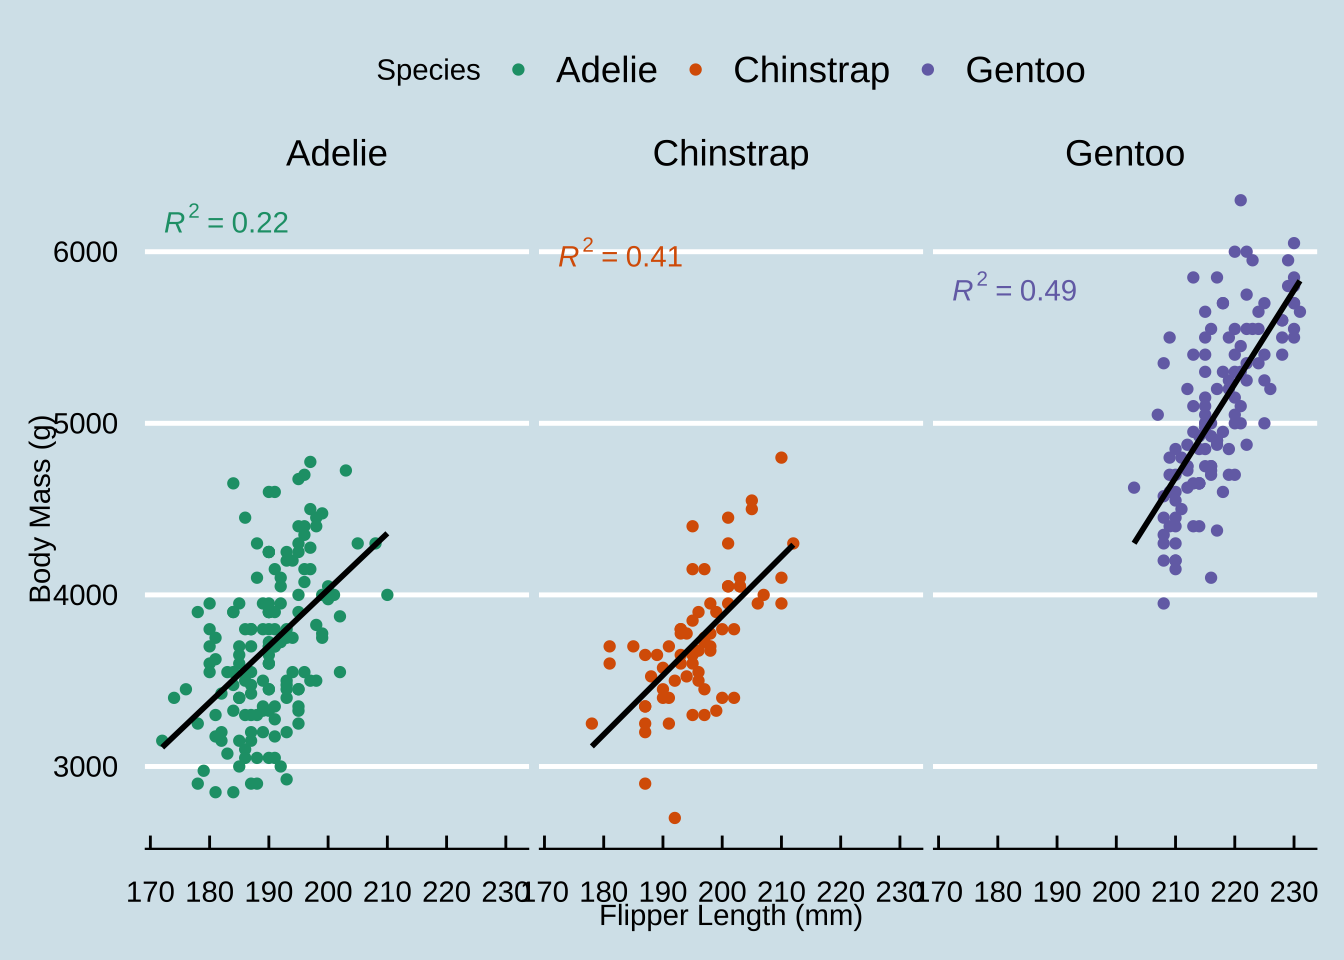 Species Adelie Chinstrap Gentoo
Adelie Chinstrap Gentoo
R² = 0.22
R² = 0.41
R² = 0.49
6000
5000
4000
3000
Body Mass (g)
170 180 190 200 210 220 230 170 180 190 200 210 220 230 170 180 190 200 210 220 230
Flipper Length (mm)